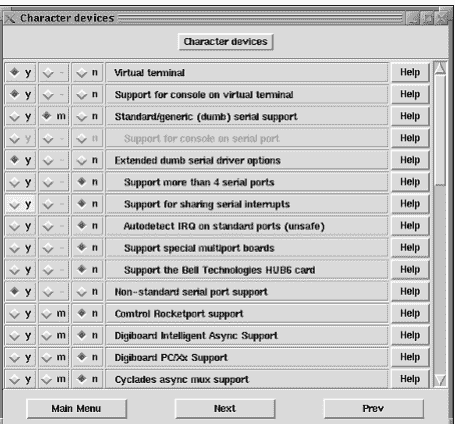 Character devices
Character devices
y - n Virtual terminal Help
y - n Support for console on virtual terminal Help
y m n Standard/generic (dumb) serial support Help
y - n Support for console on serial port Help
y - n Extended dumb serial driver options Help
y - n Support more than 4 serial ports Help
y - n Support for sharing serial interrupts Help
y - n Autodetect IRQ on standard ports (unsafe) Help
y - n Support special multiport boards Help
y - n Support the Bell Technologies HUB6 card Help
y - n Non-standard serial port support Help
y m n Comtrol Rocketport support Help
y m n Digiboard Intelligent Async Support Help
y m n Digiboard PC/Xx Support Help
y m n Cyclades async mux support Help
Main Menu Next Prev